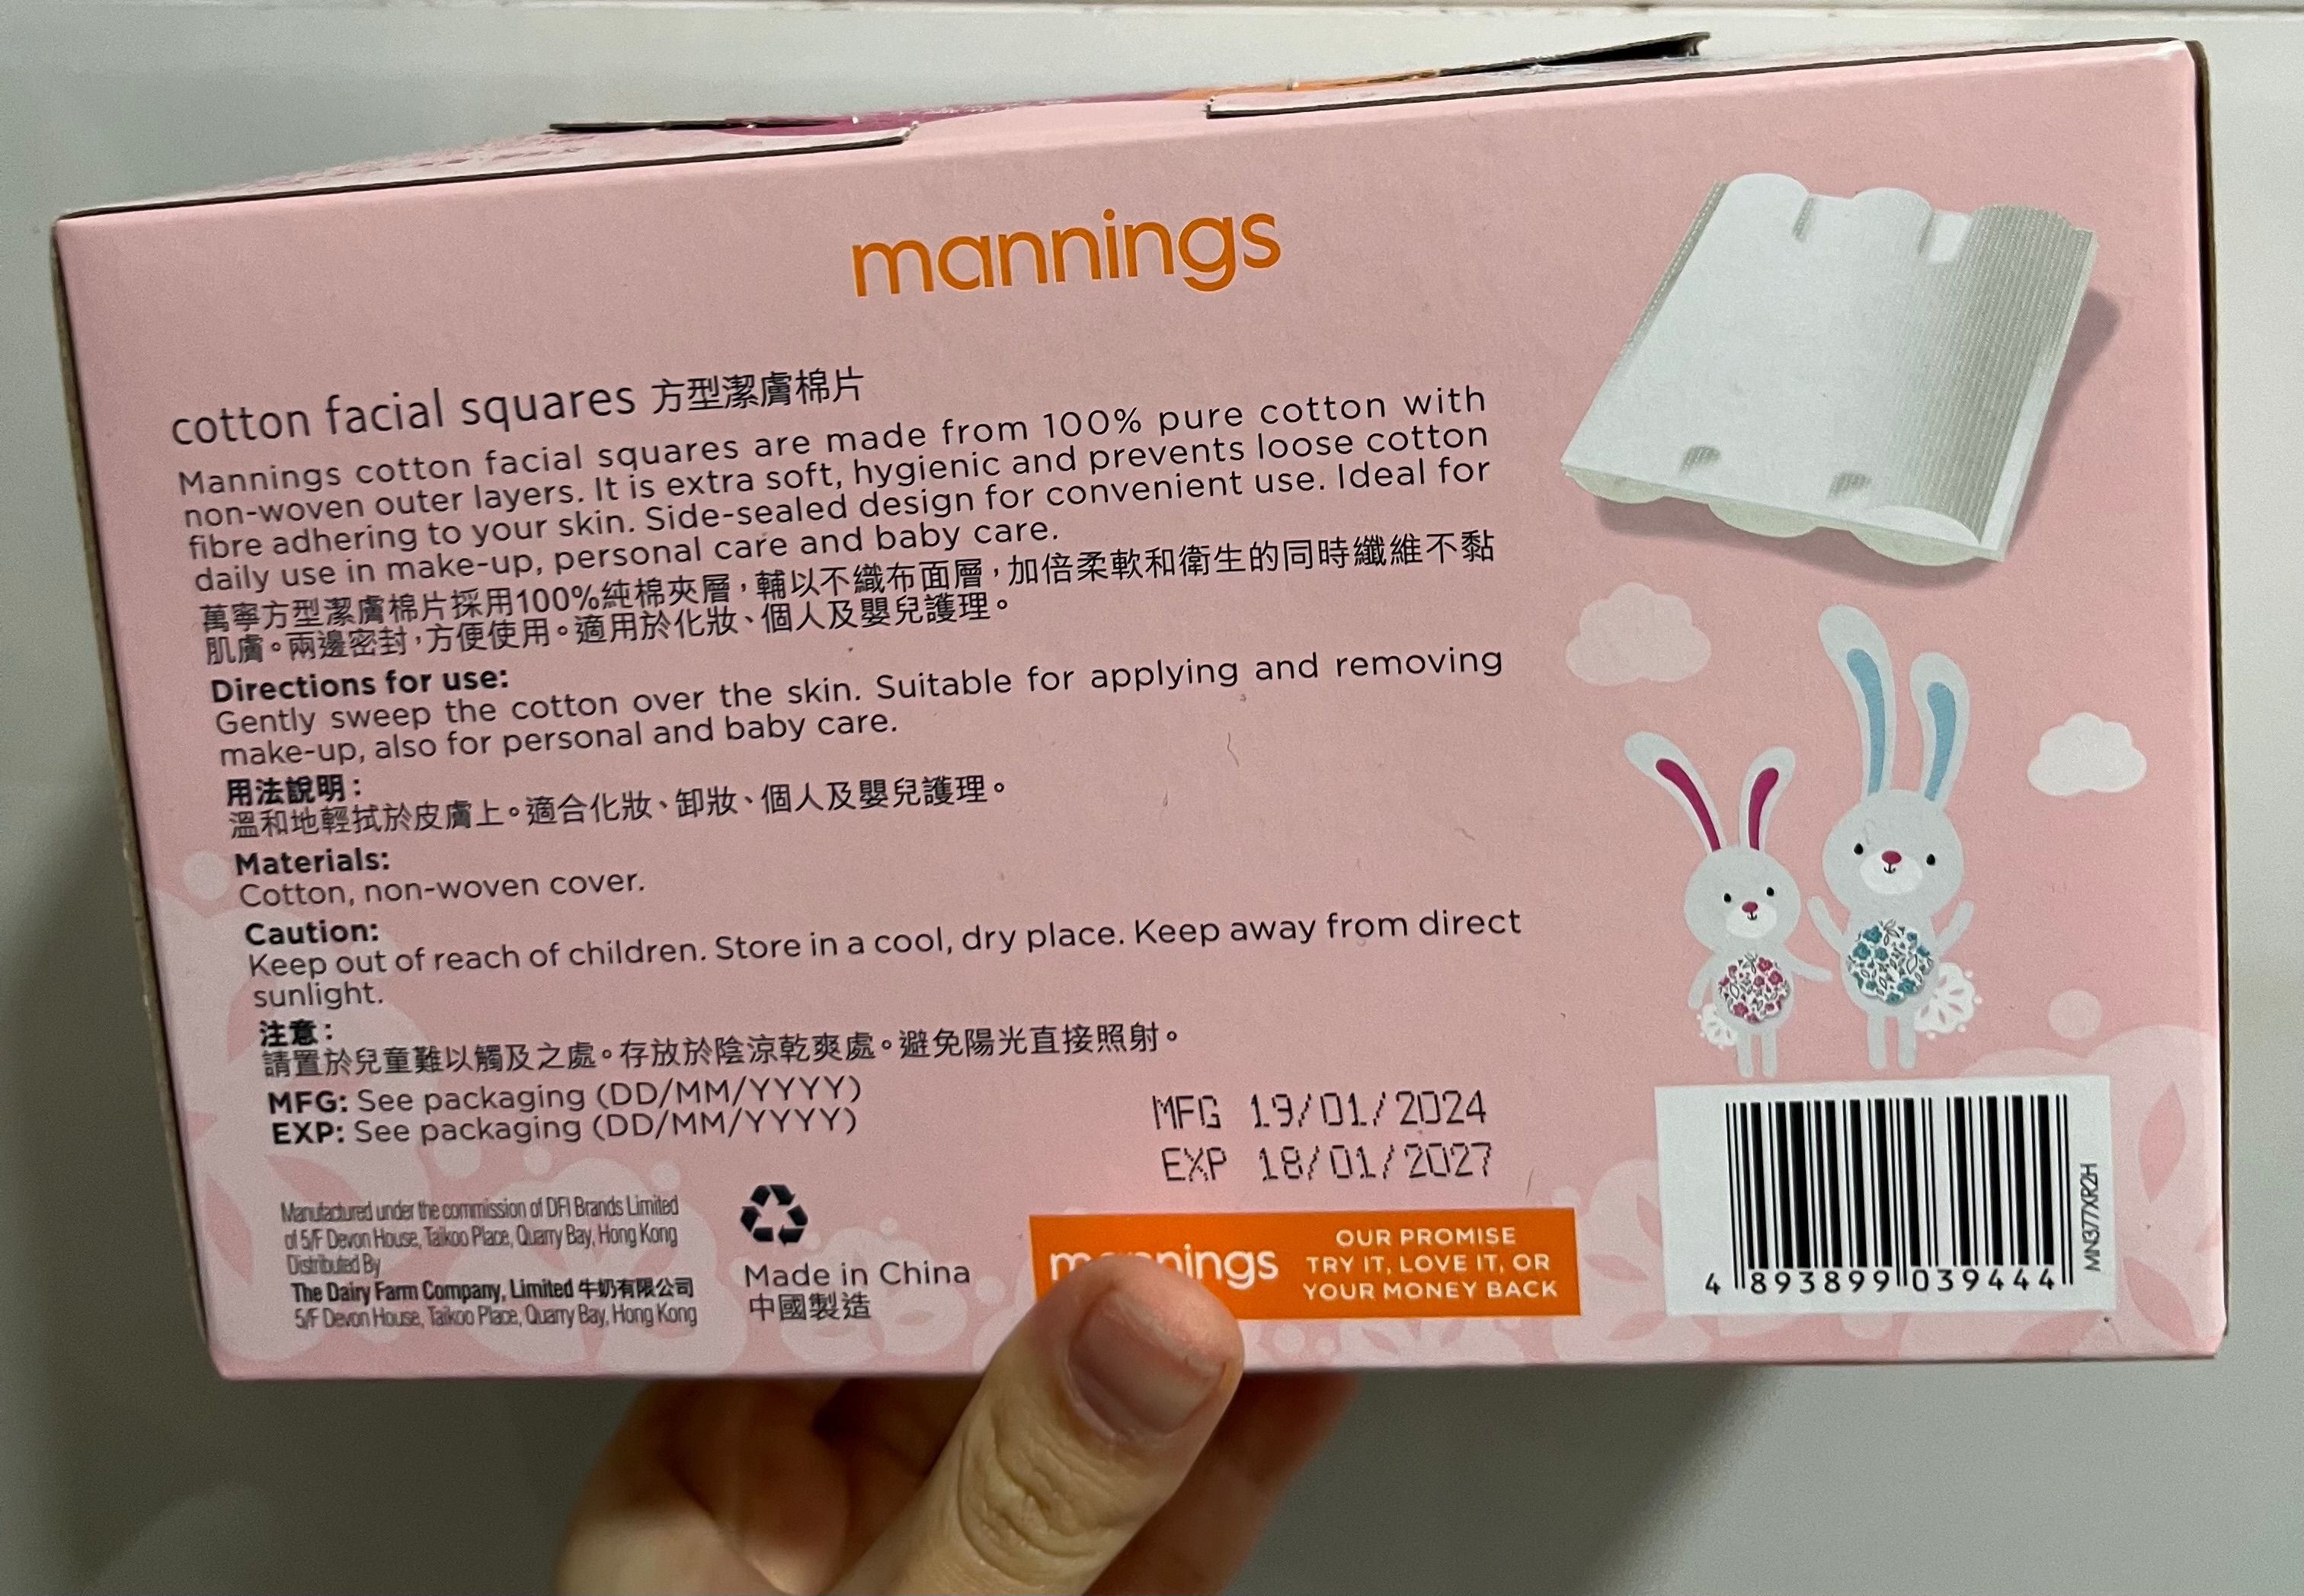 mannings
cotton facial squares 方型潔膚棉片
Mannings cotton facial squares are made from 100% pure cotton with
non-woven outer layers. It is extra soft, hygienic and prevents loose cotton
fibre adhering to your skin. Side-sealed design for convenient use. Ideal for
daily use in make-up, personal care and baby care.
萬寧方型潔膚棉片採用100%純棉夾層，輔以不織布面層，加倍柔軟和衛生的同時纖維不黏
肌膚。兩邊密封，方便使用。適用於化妝、個人及嬰兒護理。
Directions for use:
Gently sweep the cotton over the skin. Suitable for applying and removing
make-up, also for personal and baby care.
用法說明：
溫和地輕拭於皮膚上。適合化妝、卸妝、個人及嬰兒護理。
Materials:
Cotton, non-woven cover.
Caution:
Keep out of reach of children. Store in a cool, dry place. Keep away from direct
sunlight.
注意：
請置於兒童難以觸及之處。存放於陰涼乾爽處。避免陽光直接照射。
MFG: See packaging (DD/MM/YYYY)
EXP: See packaging (DD/MM/YYYY)
MFG 19/01/2024
EXP 18/01/2027
Manufactured under the commission of DFI Brands Limited
of 5/F Devon House, Taikoo Place, Quarry Bay, Hong Kong
Distributed By
The Dairy Farm Company, Limited 牛奶有限公司
5/F Devon House, Taikoo Place, Quarry Bay, Hong Kong
Made in China
中國製造
OUR PROMISE
TRY IT, LOVE IT, OR
YOUR MONEY BACK
4 893899 039444
MN377XR2H